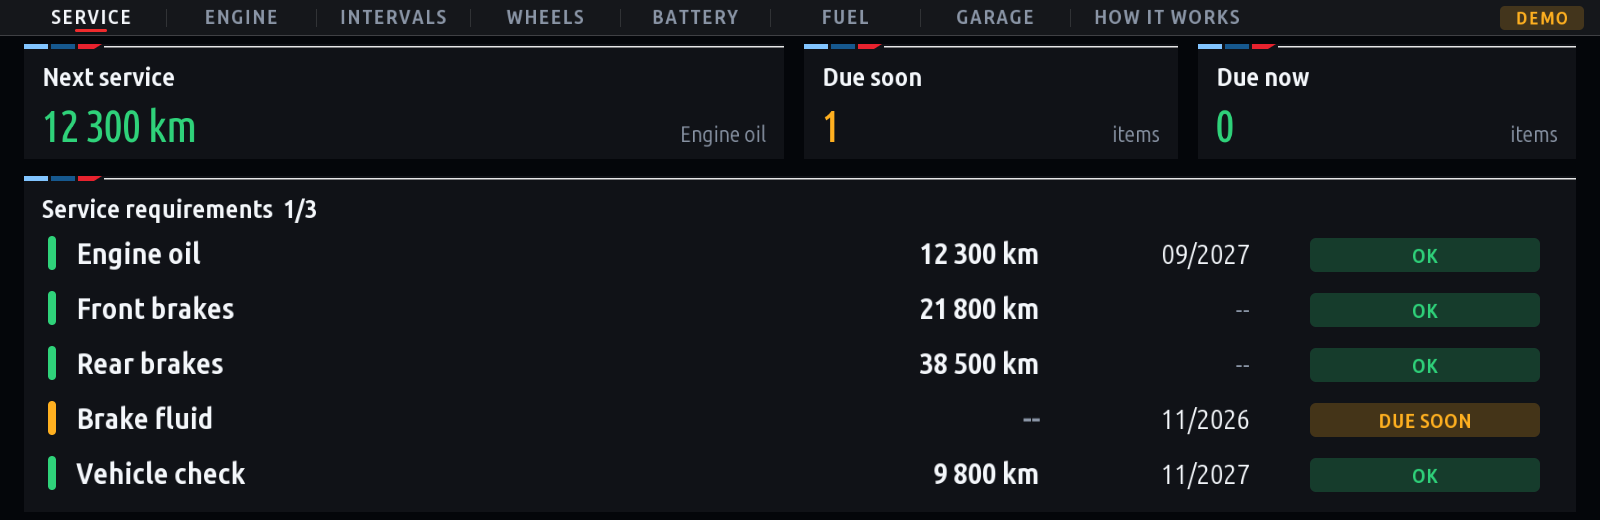 SERVICE ENGINE INTERVALS WHEELS BATTERY FUEL GARAGE HOW IT WORKS DEMO
Next service
12 300 km Engine oil
Due soon
1 items
Due now
0 items
Service requirements 1/3
Engine oil 12 300 km 09/2027 OK
Front brakes 21 800 km -- OK
Rear brakes 38 500 km -- OK
Brake fluid -- 11/2026 DUE SOON
Vehicle check 9 800 km 11/2027 OK